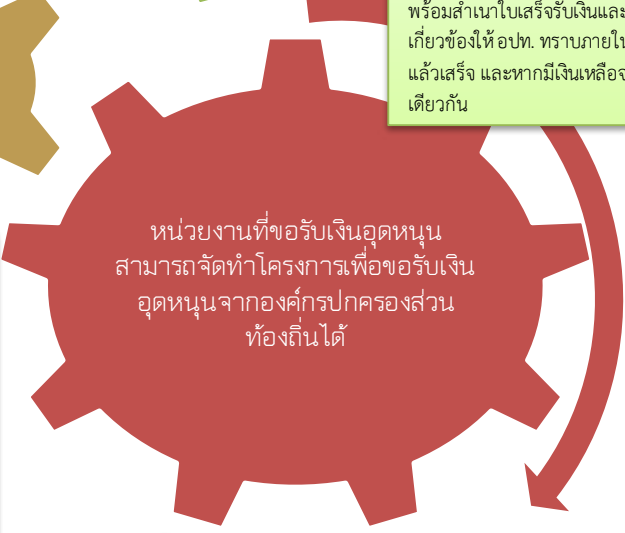 พร้อมสำเนาใบเสร็จรับเงินและ
เกี่ยวข้องให้ อปท. ทราบภายใน
แล้วเสร็จ และหากมีเงินเหลือจ
เดียวกัน
หน่วยงานที่ขอรับเงินอุดหนุน
สามารถจัดทำโครงการเพื่อขอรับเงิน
อุดหนุนจากองค์กรปกครองส่วน
ท้องถิ่นได้